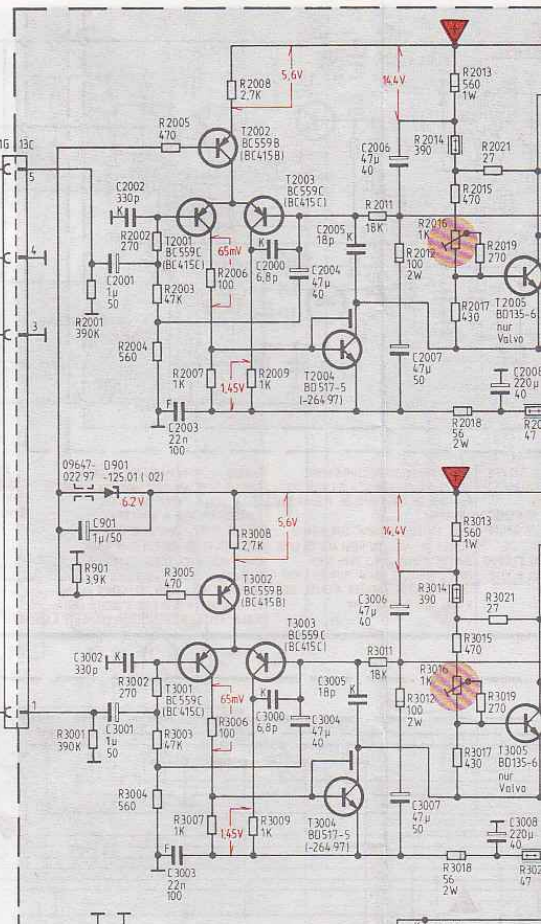 R2008
2,7K
5,6V
14,4V
R2013
560
1W
R2005
470
T2002
BC559B
(BC415B)
C2006
47µ
40
R2014
390
R2021
27
13C
5
C2002
330p
K
T2003
BC559C
(BC415C)
R2011
18K
R2015
470
R2002
270
T2001
BC559C
(BC415C)
C2005
18p
K
R2016
1K
4
65mV
K
R2012
100
2W
R2019
270
C2001
1µ
50
R2003
47K
R2006
100
C2000
6,8p
C2004
47µ
40
T2005
BD135-6
nur
Valvo
3
R2001
390K
R2017
430
R2004
560
R2007
1K
1,45V
R2009
1K
T2004
BD517-5
(-264 97)
C2007
47µ
50
C2008
220µ
40
F
C2003
22n
100
R2018
56
2W
47
09647-
022 97
D901
-125.01 ( 02)
6.2V
C901
1µ/50
R3008
2,7K
5,6V
14,4V
R3013
560
1W
R901
3,9K
R3005
470
T3002
BC559B
(BC415B)
C3006
47µ
40
R3014
390
R3021
27
C3002
330p
K
T3003
BC559C
(BC415C)
R3011
18K
R3015
470
R3002
270
T3001
BC559C
(BC415C)
C3005
18p
K
R3016
1K
65mV
K
R3012
100
2W
R3019
270
1
R3001
390K
C3001
1µ
50
R3003
47K
R3006
100
C3000
6,8p
C3004
47µ
40
T3005
BD135-6
nur
Valvo
R3017
430
R3004
560
R3007
1K
1,45V
R3009
1K
T3004
BD517-5
(-264 97)
C3007
47µ
50
C3008
220µ
40
F
C3003
22n
100
R3018
56
2W
47